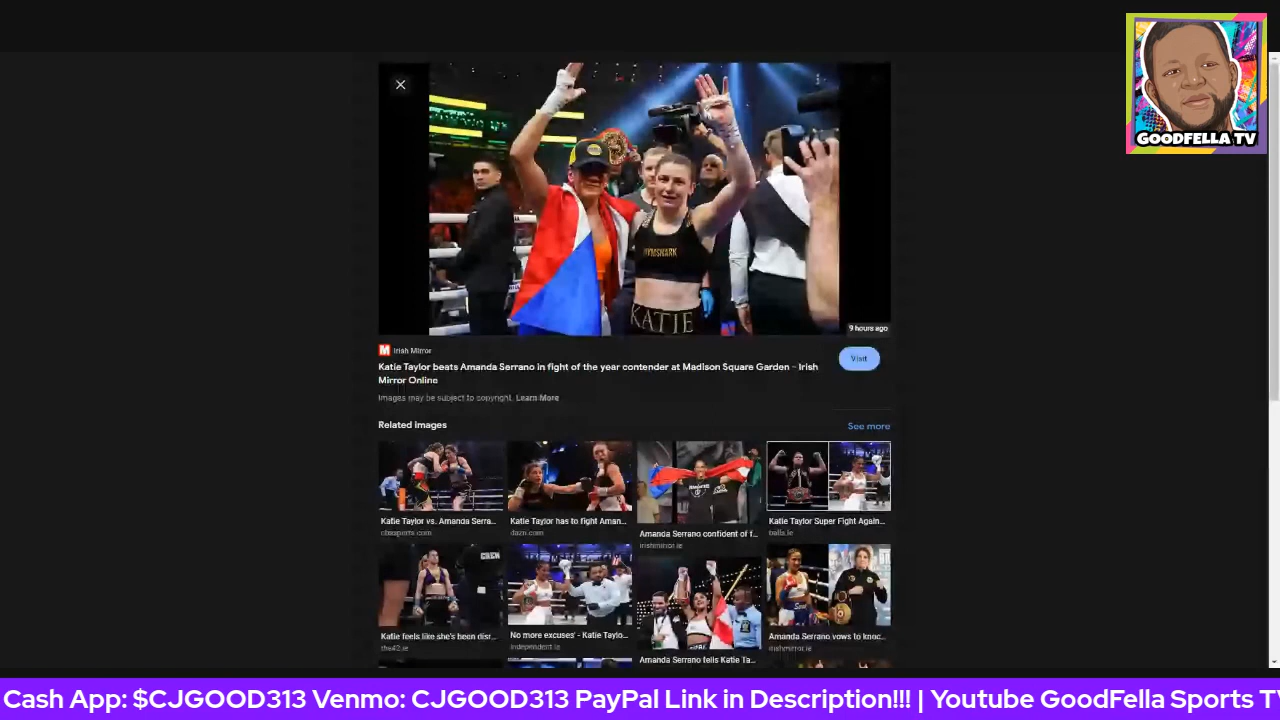 GOODFELLA TV
GYMSHARK
KATIE
9 hours ago
Irish Mirror
Visit
Katie Taylor beats Amanda Serrano in fight of the year contender at Madison Square Garden - Irish
Mirror Online
Images may be subject to copyright. Learn More
Related images
See more
Katie Taylor vs. Amanda Serra...
cbssports.com
Katie Taylor has to fight Aman...
dazn.com
Amanda Serrano confident of f...
irishmirror.ie
Katie Taylor Super Fight Again...
balls.ie
CREW
Katie feels like she's been disr...
the42.ie
No more excuses' - Katie Taylo...
independent.ie
Amanda Serrano tells Katie Ta...
Amanda Serrano vows to knoc...
irishmirror.ie
Cash App: $CJGOOD313 Venmo: CJGOOD313 PayPal Link in Description!!! | Youtube GoodFella Sports T